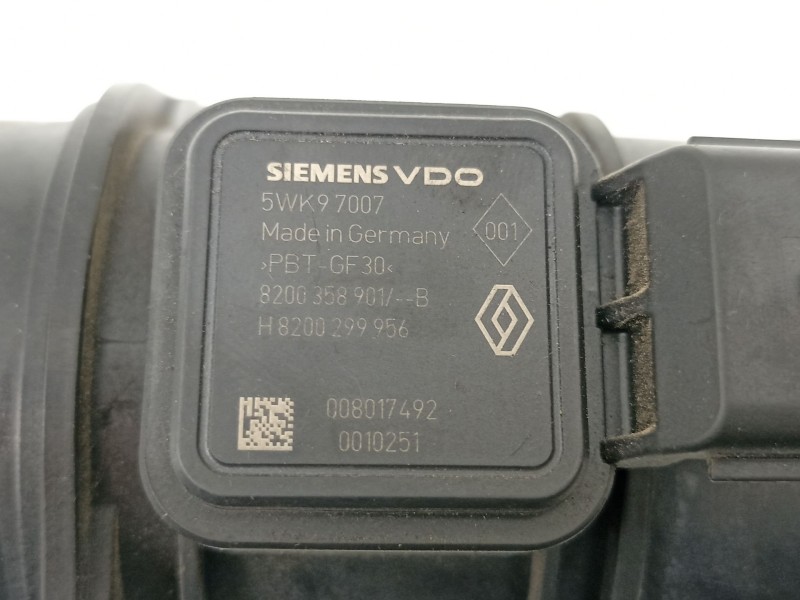 SIEMENS VDO
5WK9 7007
Made in Germany
001
>PBT-GF30<
8200 358 901/--B
H 8200 299 956
008017492
0010251